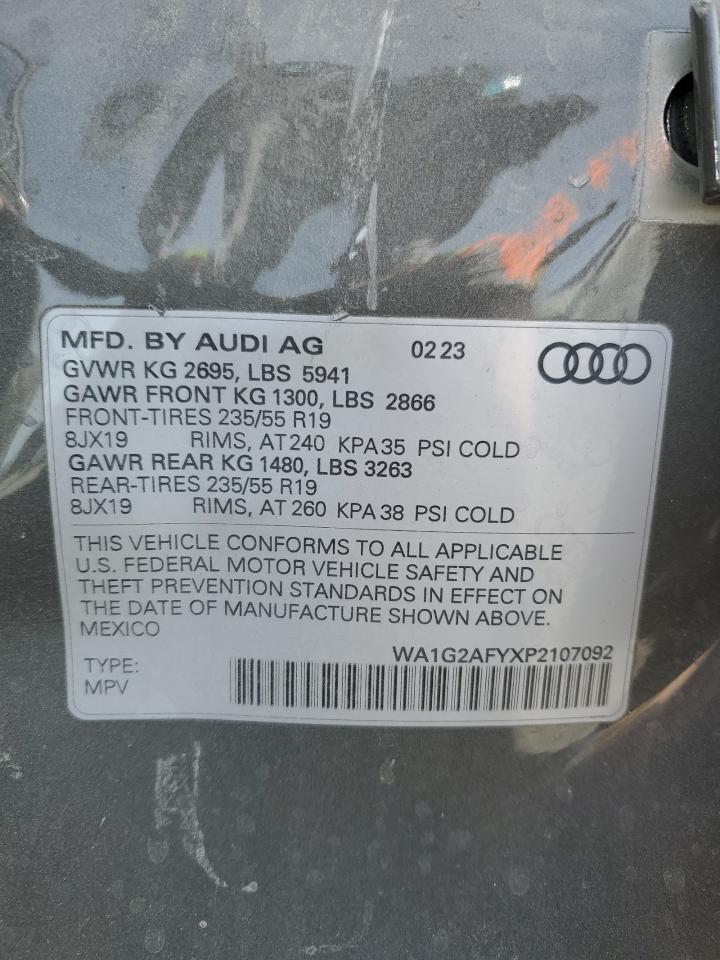 MFD. BY AUDI AG 02 23
GVWR KG 2695, LBS 5941
GAWR FRONT KG 1300, LBS 2866
FRONT-TIRES 235/55 R19
8JX19 RIMS, AT 240 KPA 35 PSI COLD
GAWR REAR KG 1480, LBS 3263
REAR-TIRES 235/55 R19
8JX19 RIMS, AT 260 KPA 38 PSI COLD
THIS VEHICLE CONFORMS TO ALL APPLICABLE
U.S. FEDERAL MOTOR VEHICLE SAFETY AND
THEFT PREVENTION STANDARDS IN EFFECT ON
THE DATE OF MANUFACTURE SHOWN ABOVE.
MEXICO
WA1G2AFYXP2107092
TYPE:
MPV